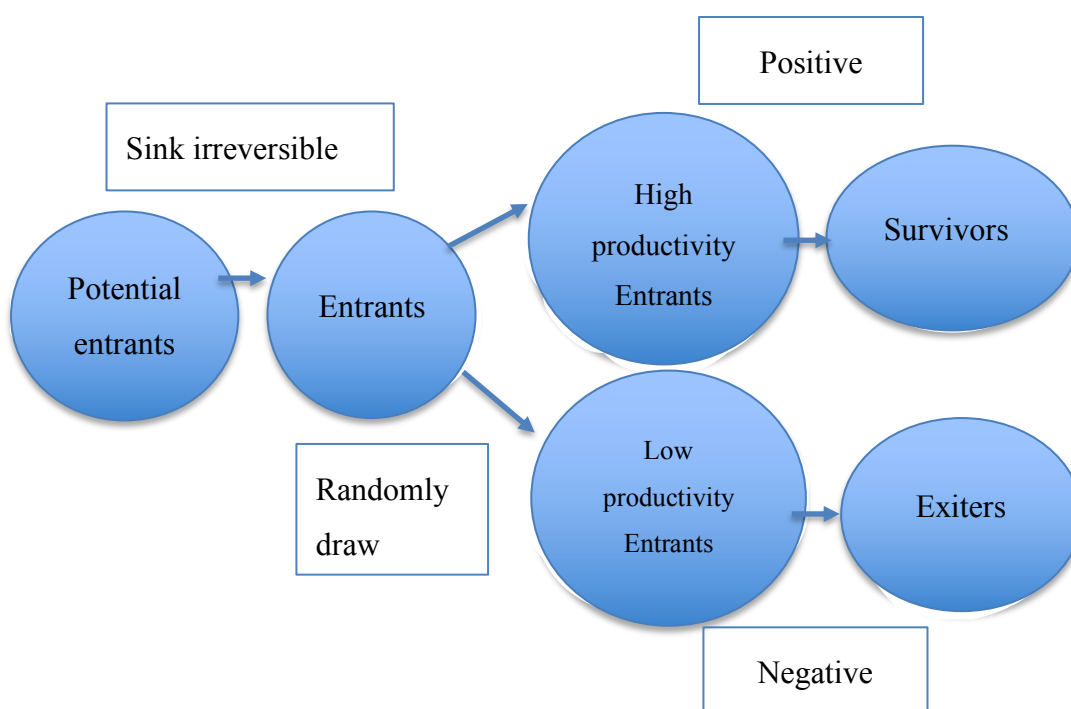 Positive
Sink irreversible
High
productivity
Entrants
Survivors
Potential
entrants
Entrants
Low
productivity
Entrants
Exiters
Randomly
draw
Negative